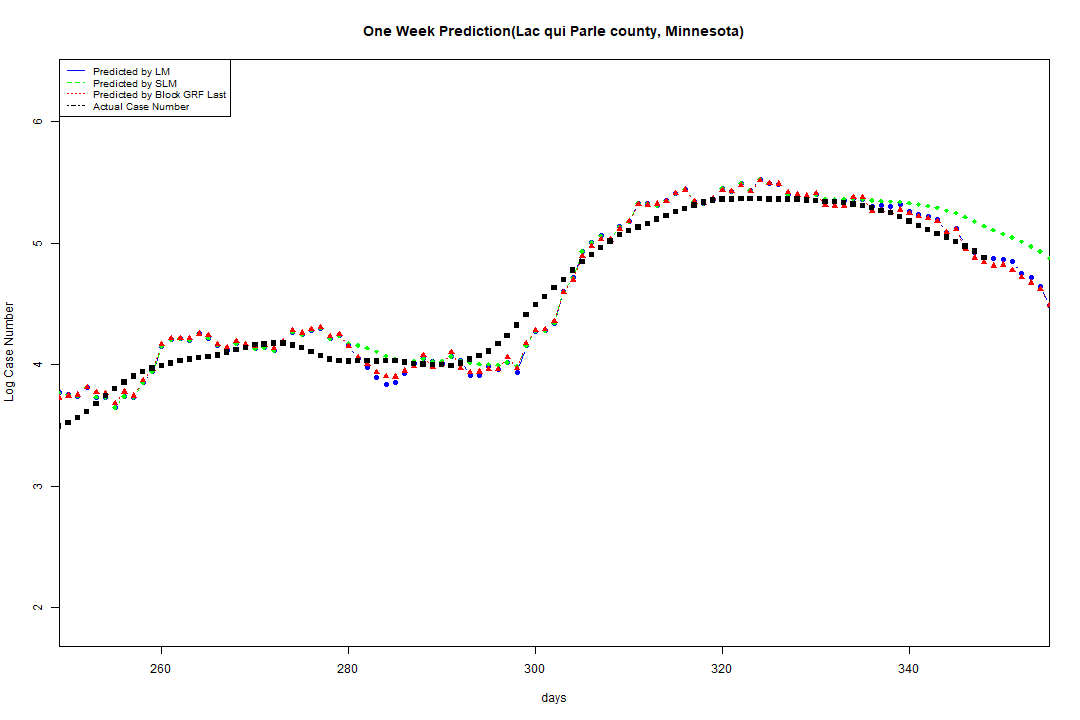 One Week Prediction(Lac qui Parle county, Minnesota)
Predicted by LM
Predicted by SLM
Predicted by Block GRF Last
Actual Case Number
6
5
4
3
2
Log Case Number
260
280
300
320
340
days